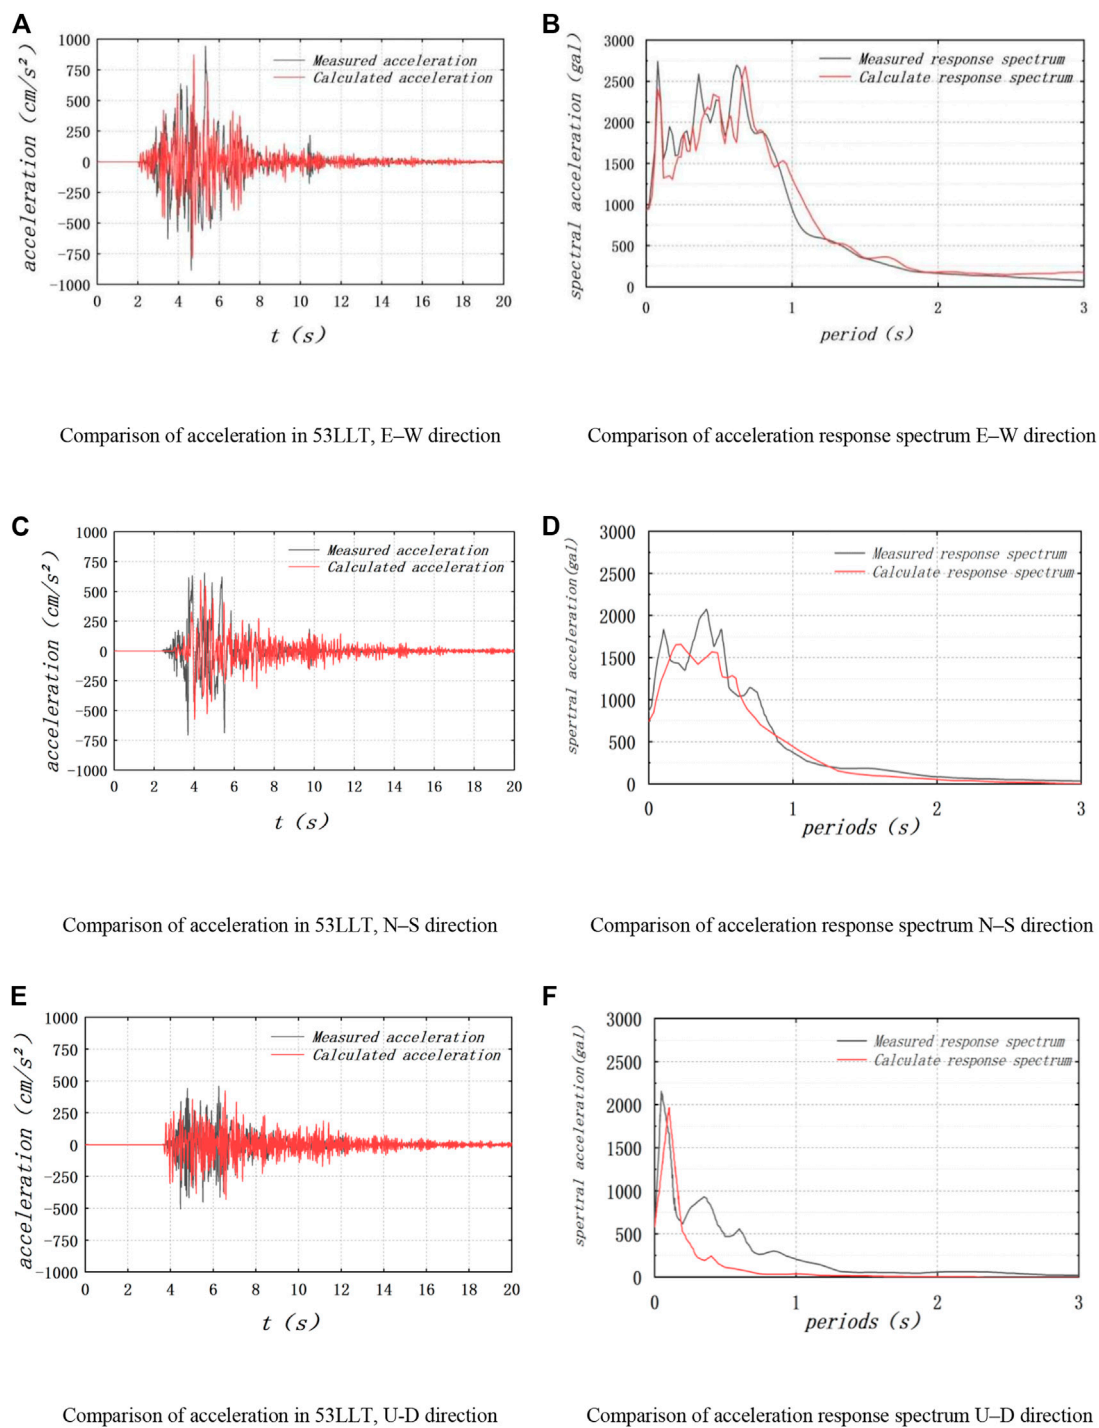 A
acceleration (cm/s²)
1000
750
500
250
0
-250
-500
-750
-1000
Measured acceleration
Calculated acceleration
0 2 4 6 8 10 12 14 16 18 20
t (s)
Comparison of acceleration in 53LLT, E–W direction
B
spectral acceleration (gal)
3000
2500
2000
1500
1000
500
0
Measured response spectrum
Calculate response spectrum
0 1 2 3
period (s)
Comparison of acceleration response spectrum E–W direction
C
acceleration (cm/s²)
1000
750
500
250
0
-250
-500
-750
-1000
Measured acceleration
Calculated acceleration
0 2 4 6 8 10 12 14 16 18 20
t (s)
Comparison of acceleration in 53LLT, N–S direction
D
spertral acceleration(gal)
3000
2500
2000
1500
1000
500
0
Measured response spectrum
Calculate response spectrum
0 1 2 3
periods (s)
Comparison of acceleration response spectrum N–S direction
E
acceleration (cm/s²)
1000
750
500
250
0
-250
-500
-750
-1000
Measured acceleration
Calculated acceleration
0 2 4 6 8 10 12 14 16 18 20
t (s)
Comparison of acceleration in 53LLT, U-D direction
F
spertral acceleration(gal)
3000
2500
2000
1500
1000
500
0
Measured response spectrum
Calculate response spectrum
0 1 2 3
periods (s)
Comparison of acceleration response spectrum U–D direction